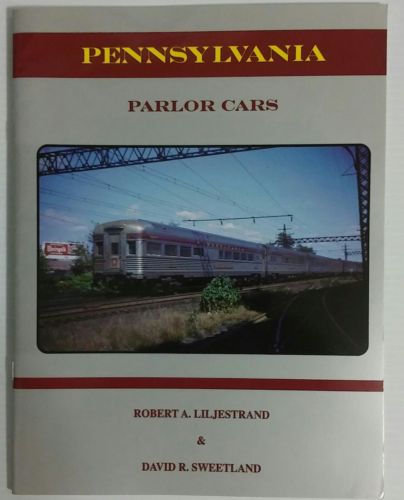 PENNSYLVANIA
PARLOR CARS
ROBERT A. LILJESTRAND
&
DAVID R. SWEETLAND